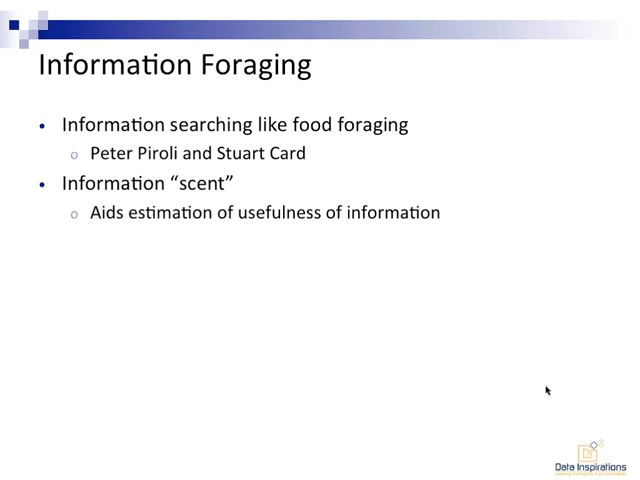 Information Foraging
• Information searching like food foraging
o Peter Piroli and Stuart Card
• Information “scent”
o Aids estimation of usefulness of information
Data Inspirations